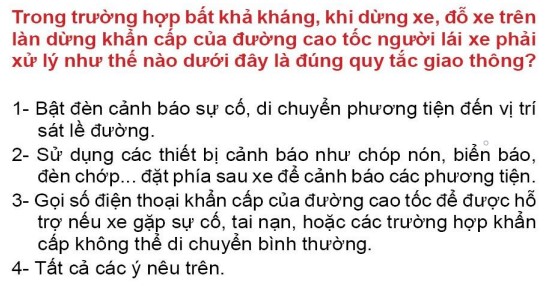 Trong trường hợp bất khả kháng, khi dừng xe, đỗ xe trên
làn dừng khẩn cấp của đường cao tốc người lái xe phải
xử lý như thế nào dưới đây là đúng quy tắc giao thông?
1- Bật đèn cảnh báo sự cố, di chuyển phương tiện đến vị trí
sát lề đường.
2- Sử dụng các thiết bị cảnh báo như chóp nón, biển báo,
đèn chớp... đặt phía sau xe để cảnh báo các phương tiện.
3- Gọi số điện thoại khẩn cấp của đường cao tốc để được hỗ
trợ nếu xe gặp sự cố, tai nạn, hoặc các trường hợp khẩn
cấp không thể di chuyển bình thường.
4- Tất cả các ý nêu trên.